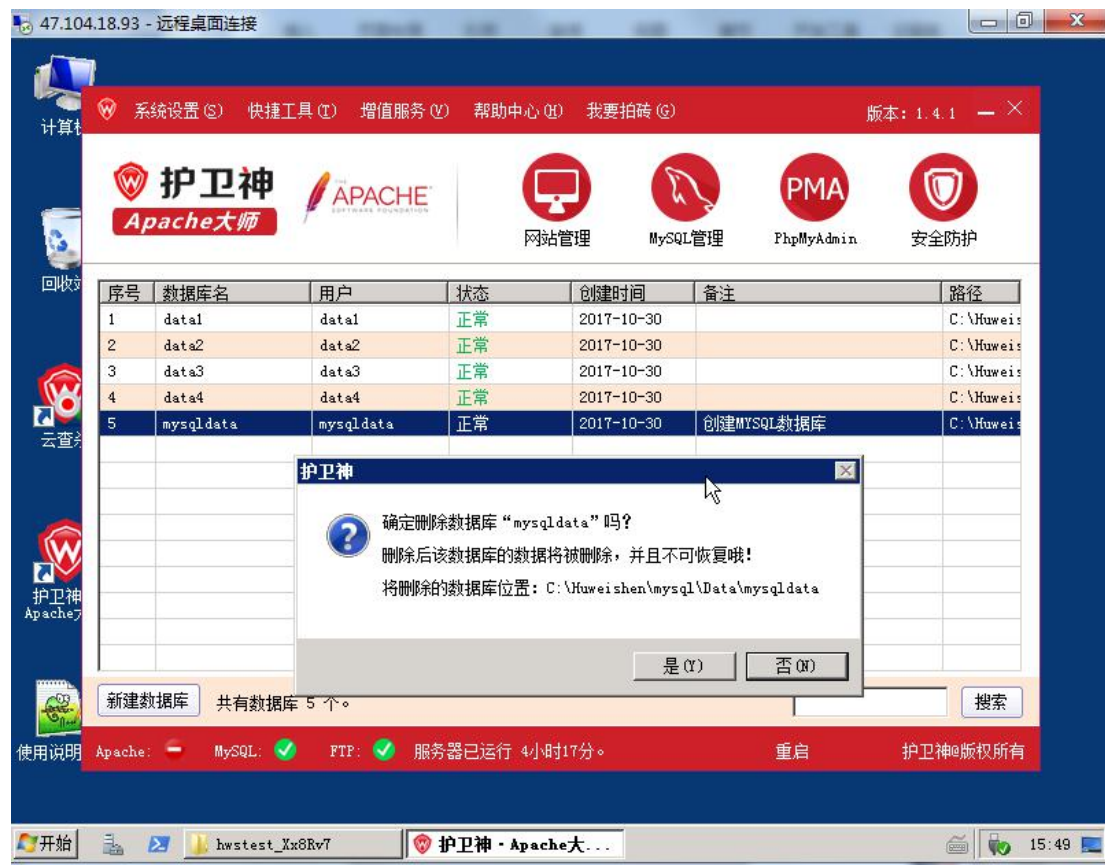 47.104.18.93 - 远程桌面连接
系统设置(S) 快捷工具(T) 增值服务(V) 帮助中心(H) 我要拍砖(G) 版本: 1.4.1
护卫神
Apache大师
THE
APACHE
SOFTWARE FOUNDATION
PMA
网站管理 MySQL管理 PhpMyAdmin 安全防护
序号 数据库名 用户 状态 创建时间 备注 路径
1 data1 data1 正常 2017-10-30 C:\Huweis
2 data2 data2 正常 2017-10-30 C:\Huweis
3 data3 data3 正常 2017-10-30 C:\Huweis
4 data4 data4 正常 2017-10-30 C:\Huweis
5 mysqldata mysqldata 正常 2017-10-30 创建MYSQL数据库 C:\Huweis
护卫神
确定删除数据库“mysqldata”吗?
删除后该数据库的数据将被删除，并且不可恢复哦!
将删除的数据库位置: C:\Huweishen\mysql\Data\mysqldata
是(Y) 否(N)
新建数据库 共有数据库 5 个。 搜索
Apache: MySQL: FTP: 服务器已运行 4小时17分。 重启 护卫神@版权所有
计算机
回收站
云查杀
护卫神
Apache大
使用说明
开始 hwstest_Xx8Rv7 护卫神·Apache大... 15:49